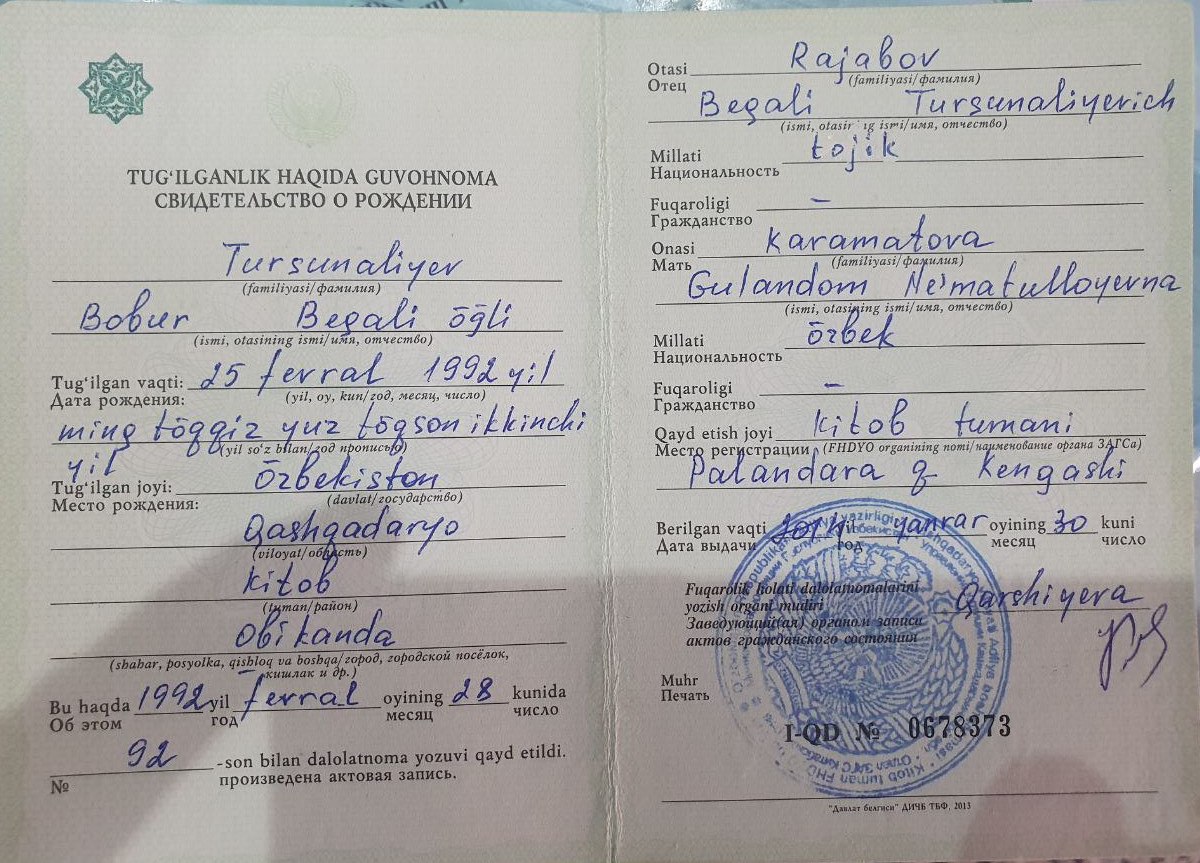 TUG‘ILGANLIK HAQIDA GUVOHNOMA
СВИДЕТЕЛЬСТВО О РОЖДЕНИИ
Tursunaliyev
(familiyasi/фамилия)
Bobur Begali õğli
(ismi, otasining ismi/имя, отчество)
Tug‘ilgan vaqti: 25 fevral 1992 yil
Дата рождения: (yil, oy, kun/год, месяц, число)
ming tõqqiz yuz tõqson ikkinchi
(yil so‘z bilan/год прописью)
yil
Tug‘ilgan joyi: Õzbekiston
Место рождения: (davlat/государство)
Qashqadaryo
(viloyat/область)
Kitob
(tuman/район)
Obikanda
(shahar, posyolka, qishloq va boshqa/город, городской посёлок,
кишлак и др.)
Bu haqda 1992 yil fevral oyining 28 kunida
Об этом год месяц число
92 -son bilan dalolatnoma yozuvi qayd etildi.
№ произведена актовая запись.
Otasi Rajabov
Отец (familiyasi/фамилия)
Begali Tursunaliyevich
(ismi, otasining ismi/имя, отчество)
Millati tojik
Национальность
Fuqaroligi –
Гражданство
Onasi Karamatova
Мать (familiyasi/фамилия)
Gulandom Ne'matulloyevna
(ismi, otasining ismi/имя, отчество)
Millati õzbek
Национальность
Fuqaroligi –
Гражданство
Qayd etish joyi Kitob tumani
Место регистрации (FHDYO organining nomi/наименование органа ЗАГСа)
Palandara q Kengashi
Berilgan vaqti yil yanvar oyining 30 kuni
Дата выдачи год месяц число
Fuqarolik holati dalolatnomalarini
yozish organi mudiri Qarshiyeva
Заведующий(ая) органом записи
актов гражданского состояния
Muhr
Печать
I-QD № 0678373
"Давлат белгиси" ДИЧБ ТБФ, 2013